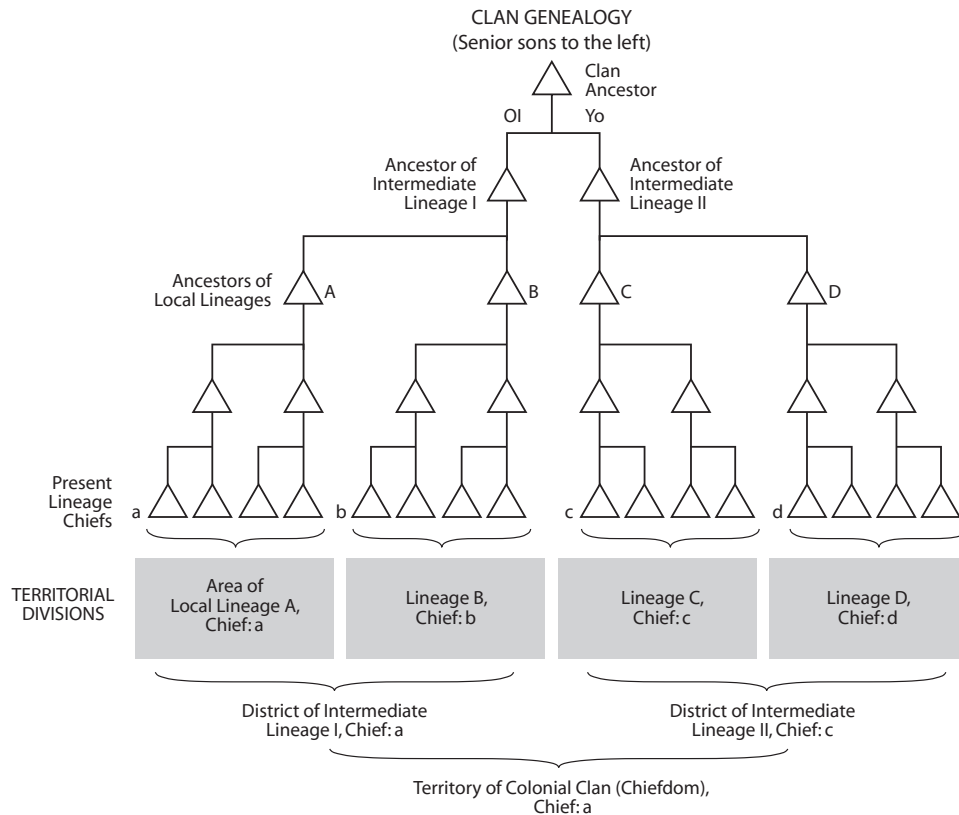 CLAN GENEALOGY
(Senior sons to the left)
Clan
Ancestor
Ol Yo
Ancestor of
Intermediate
Lineage I
Ancestor of
Intermediate
Lineage II
Ancestors of
Local Lineages
A B C D
Present
Lineage
Chiefs
a b c d
TERRITORIAL
DIVISIONS
Area of
Local Lineage A,
Chief: a
Lineage B,
Chief: b
Lineage C,
Chief: c
Lineage D,
Chief: d
District of Intermediate
Lineage I, Chief: a
District of Intermediate
Lineage II, Chief: c
Territory of Colonial Clan (Chiefdom),
Chief: a